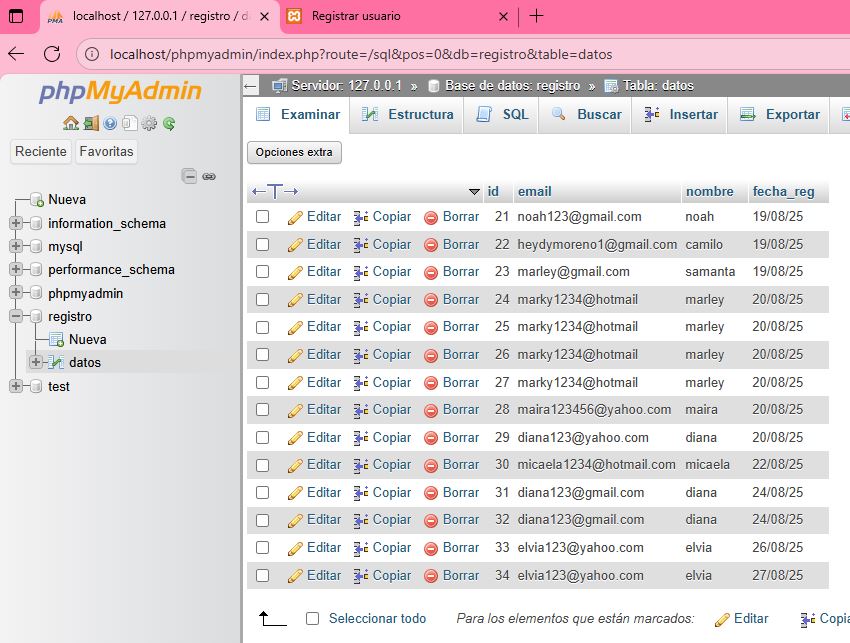 localhost / 127.0.0.1 / registro / d
Registrar usuario
localhost/phpmyadmin/index.php?route=/sql&pos=0&db=registro&table=datos
phpMyAdmin
Reciente Favoritas
Nueva
information_schema
mysql
performance_schema
phpmyadmin
registro
Nueva
datos
test
Servidor: 127.0.0.1 » Base de datos: registro » Tabla: datos
Examinar Estructura SQL Buscar Insertar Exportar
Opciones extra
←T→ id email nombre fecha_reg
Editar Copiar Borrar 21 noah123@gmail.com noah 19/08/25
Editar Copiar Borrar 22 heydymoreno1@gmail.com camilo 19/08/25
Editar Copiar Borrar 23 marley@gmail.com samanta 19/08/25
Editar Copiar Borrar 24 marky1234@hotmail marley 20/08/25
Editar Copiar Borrar 25 marky1234@hotmail marley 20/08/25
Editar Copiar Borrar 26 marky1234@hotmail marley 20/08/25
Editar Copiar Borrar 27 marky1234@hotmail marley 20/08/25
Editar Copiar Borrar 28 maira123456@yahoo.com maira 20/08/25
Editar Copiar Borrar 29 diana123@yahoo.com diana 20/08/25
Editar Copiar Borrar 30 micaela1234@hotmail.com micaela 22/08/25
Editar Copiar Borrar 31 diana123@gmail.com diana 24/08/25
Editar Copiar Borrar 32 diana123@gmail.com diana 24/08/25
Editar Copiar Borrar 33 elvia123@yahoo.com elvia 26/08/25
Editar Copiar Borrar 34 elvia123@yahoo.com elvia 27/08/25
Seleccionar todo Para los elementos que están marcados: Editar Copia